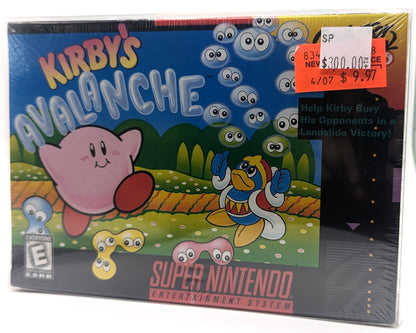 KIRBY'S
AVALANCHE
SP
$300.00
4/07 $ 9.97
Help Kirby Bury
His Opponents in a
Landslide Victory!
EVERYONE
E
ESRB
SUPER NINTENDO
ENTERTAINMENT SYSTEM